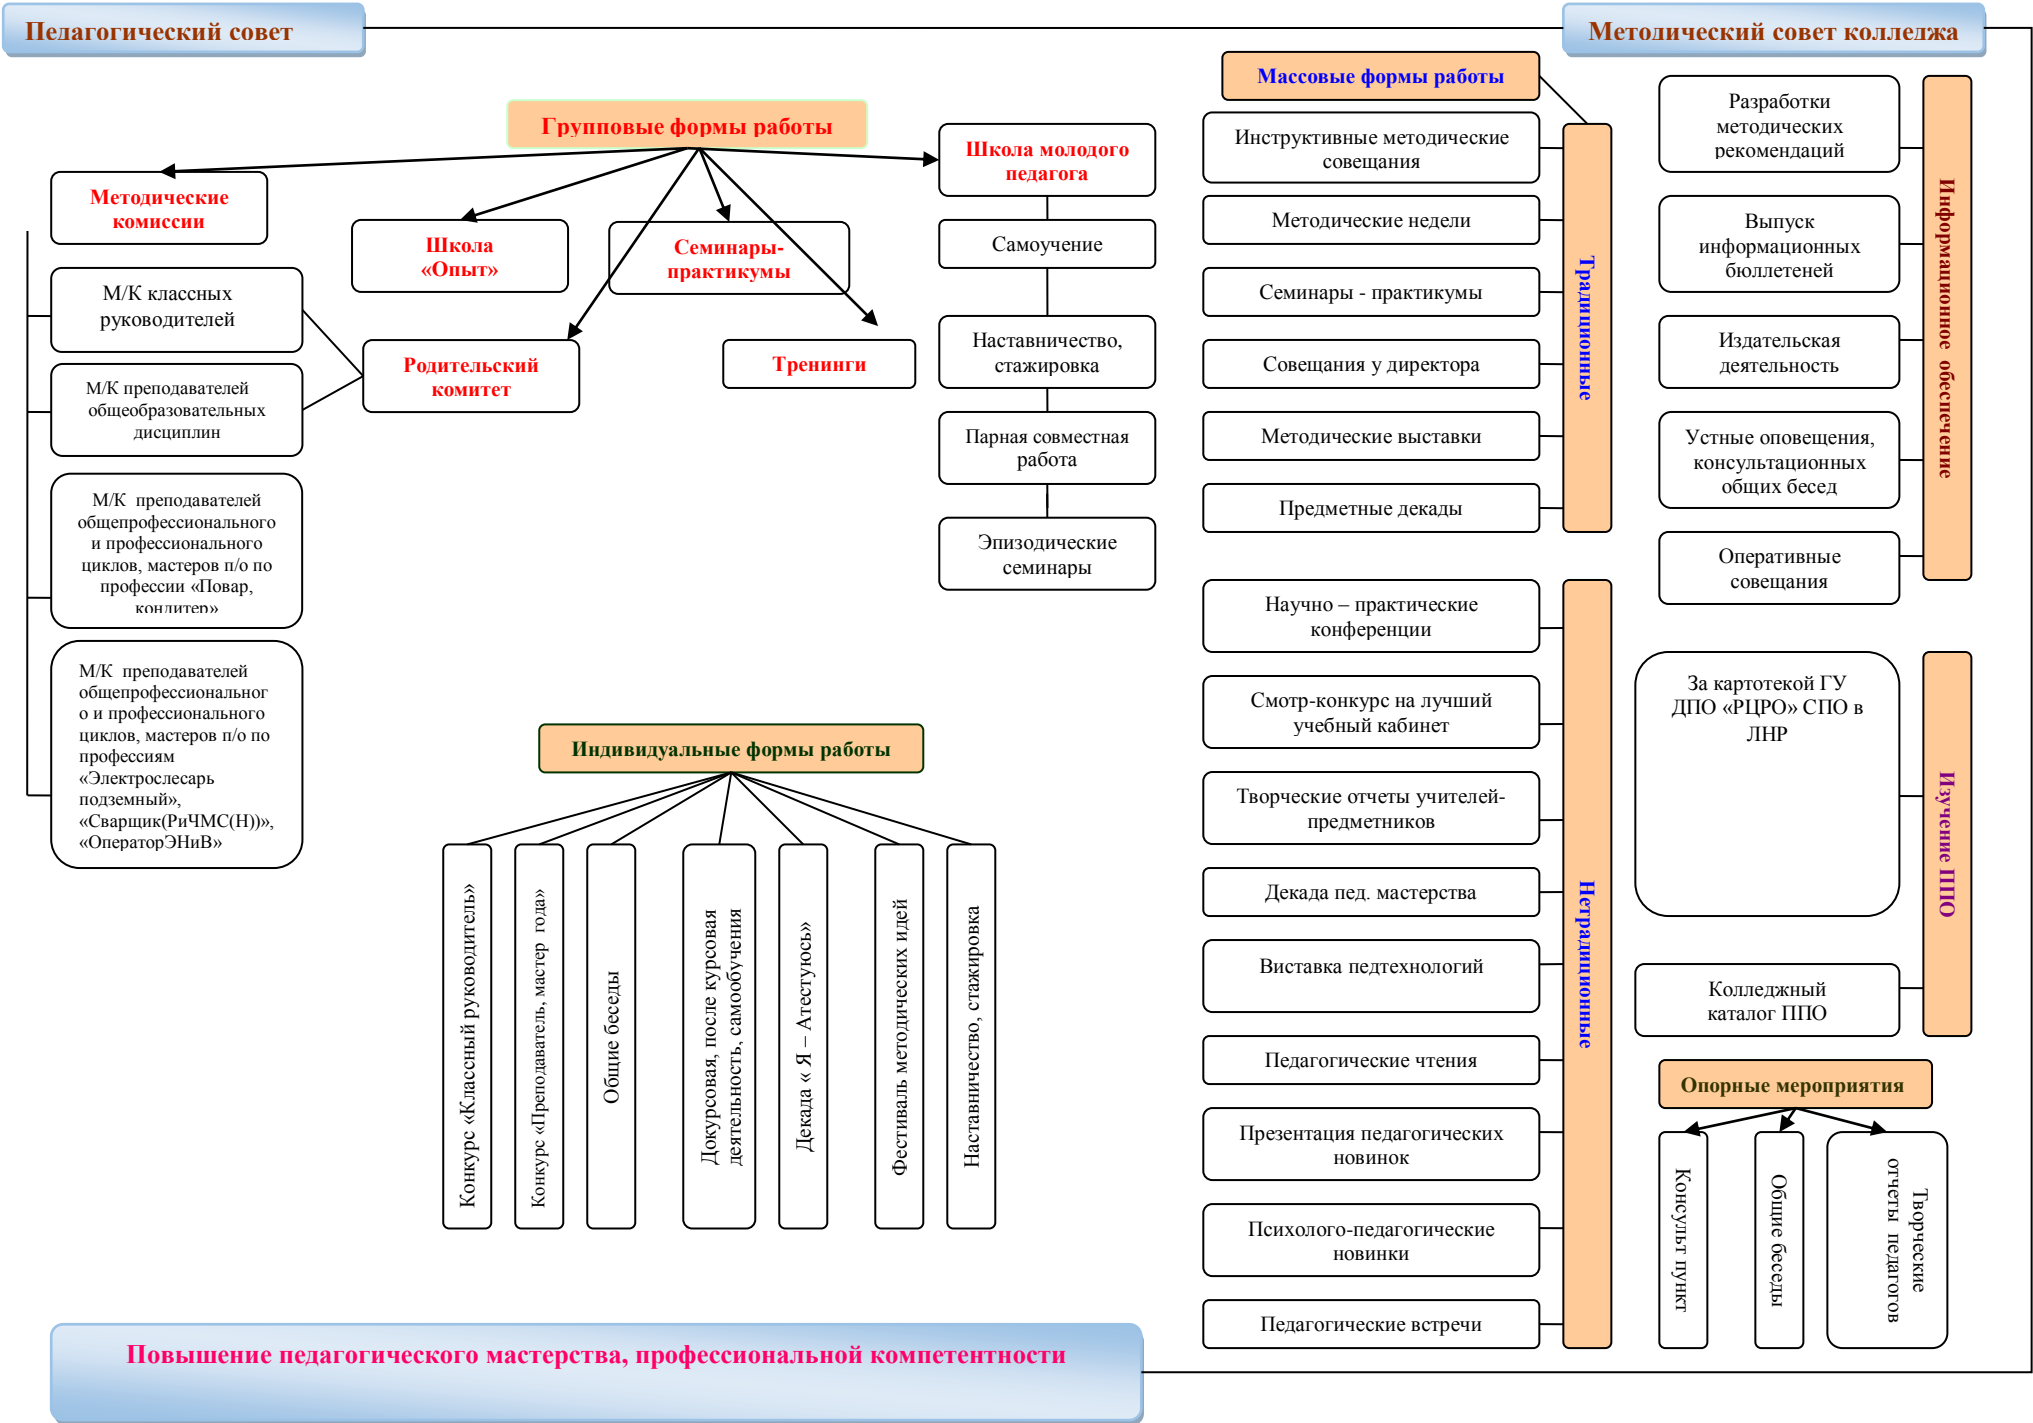 Педагогический совет
Методический совет колледжа
Групповые формы работы
Методические
комиссии
М/К классных
руководителей
М/К преподавателей
общеобразовательных
дисциплин
М/К преподавателей
общепрофессионального
и профессионального
циклов, мастеров п/о по
профессии «Повар,
кондитер»
М/К преподавателей
общепрофессиональног
о и профессионального
циклов, мастеров п/о по
профессиям
«Электрослесарь
подземный»,
«Сварщик(РиЧМС(Н))»,
«ОператорЭНиВ»
Школа
«Опыт»
Семинары-
практикумы
Родительский
комитет
Тренинги
Школа молодого
педагога
Самоучение
Наставничество,
стажировка
Парная совместная
работа
Эпизодические
семинары
Индивидуальные формы работы
Конкурс «Классный руководитель»
Конкурс «Преподаватель, мастер года»
Общие беседы
Докурсовая, после курсовая
деятельность, самообучения
Декада « Я – Атестуюсь»
Фестиваль методических идей
Наставничество, стажировка
Массовые формы работы
Традиционные
Инструктивные методические
совещания
Методические недели
Семинары - практикумы
Совещания у директора
Методические выставки
Предметные декады
Нетрадиционные
Научно – практические
конференции
Смотр-конкурс на лучший
учебный кабинет
Творческие отчеты учителей-
предметников
Декада пед. мастерства
Виставка педтехнологий
Педагогические чтения
Презентация педагогических
новинок
Психолого-педагогические
новинки
Педагогические встречи
Информационное обеспечение
Разработки
методических
рекомендаций
Выпуск
информационных
бюллетеней
Издательская
деятельность
Устные оповещения,
консультационных
общих бесед
Оперативные
совещания
Изучение ППО
За картотекой ГУ
ДПО «РЦРО» СПО в
ЛНР
Колледжный
каталог ППО
Опорные мероприятия
Консульт пункт
Общие беседы
Творческие
отчеты педагогов
Повышение педагогического мастерства, профессиональной компетентности